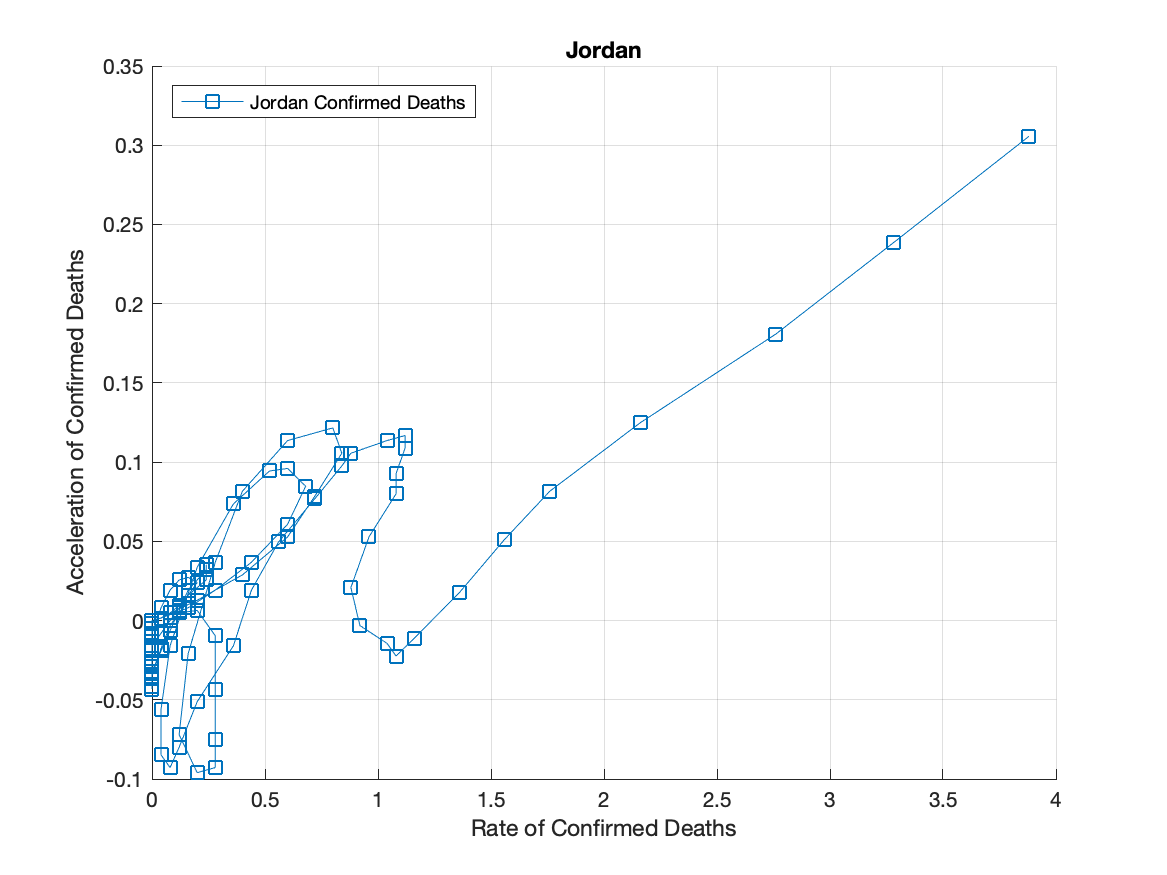 Jordan
0.35
0.3
0.25
0.2
0.15
0.1
0.05
0
-0.05
-0.1
Jordan Confirmed Deaths
Acceleration of Confirmed Deaths
0 0.5 1 1.5 2 2.5 3 3.5 4
Rate of Confirmed Deaths